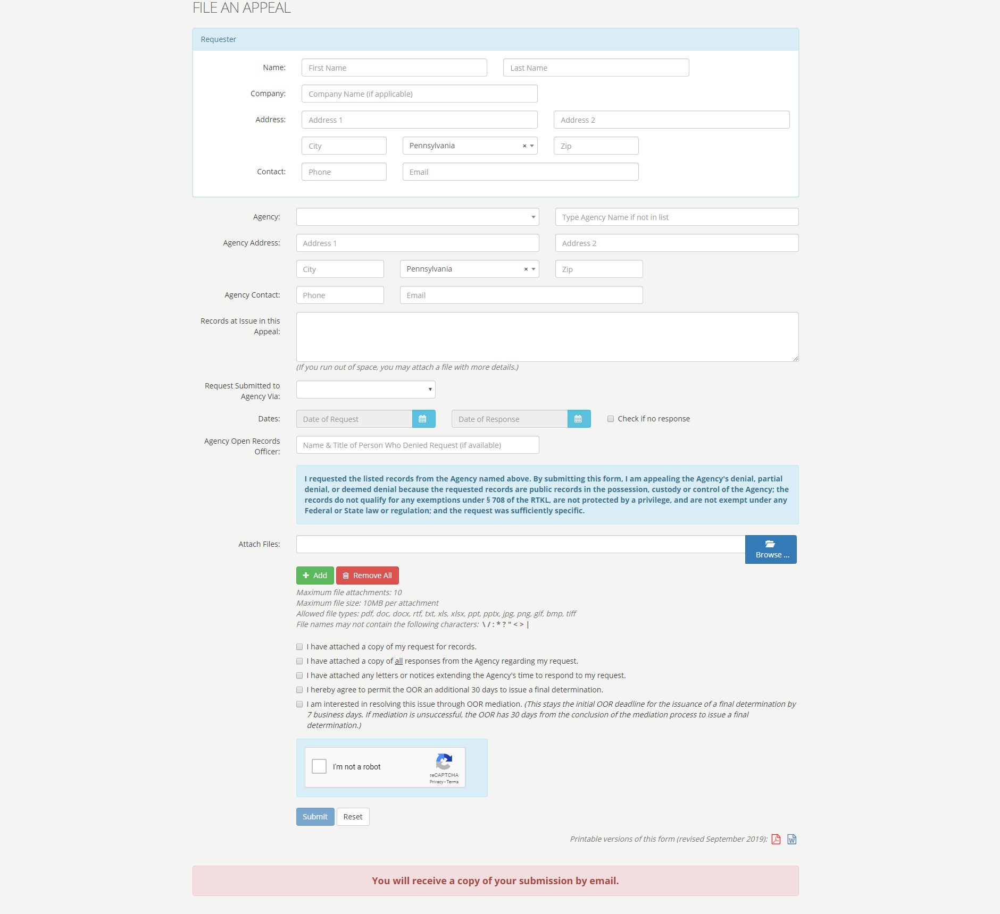 FILE AN APPEAL
Requester
Name: First Name Last Name
Company: Company Name (if applicable)
Address: Address 1 Address 2
City Pennsylvania × Zip
Contact: Phone Email
Agency: Type Agency Name if not in list
Agency Address: Address 1 Address 2
City Pennsylvania × Zip
Agency Contact: Phone Email
Records at Issue in this
Appeal:
(If you run out of space, you may attach a file with more details.)
Request Submitted to
Agency Via:
Dates: Date of Request Date of Response Check if no response
Agency Open Records
Officer:
Name & Title of Person Who Denied Request (if available)
I requested the listed records from the Agency named above. By submitting this form, I am appealing the Agency's denial, partial
denial, or deemed denial because the requested records are public records in the possession, custody or control of the Agency; the
records do not qualify for any exemptions under § 708 of the RTKL, are not protected by a privilege, and are not exempt under any
Federal or State law or regulation; and the request was sufficiently specific.
Attach Files: Browse ...
Add Remove All
Maximum file attachments: 10
Maximum file size: 10MB per attachment
Allowed file types: pdf, doc, docx, rtf, txt, xls, xlsx, ppt, pptx, jpg, png, gif, bmp, tiff
File names may not contain the following characters: \ / : * ? " < > |
I have attached a copy of my request for records.
I have attached a copy of all responses from the Agency regarding my request.
I have attached any letters or notices extending the Agency's time to respond to my request.
I hereby agree to permit the OOR an additional 30 days to issue a final determination.
I am interested in resolving this issue through OOR mediation. (This stays the initial OOR deadline for the issuance of a final determination by
7 business days. If mediation is unsuccessful, the OOR has 30 days from the conclusion of the mediation process to issue a final
determination.)
I'm not a robot
reCAPTCHA
Privacy - Terms
Submit Reset
Printable versions of this form (revised September 2019): W
You will receive a copy of your submission by email.